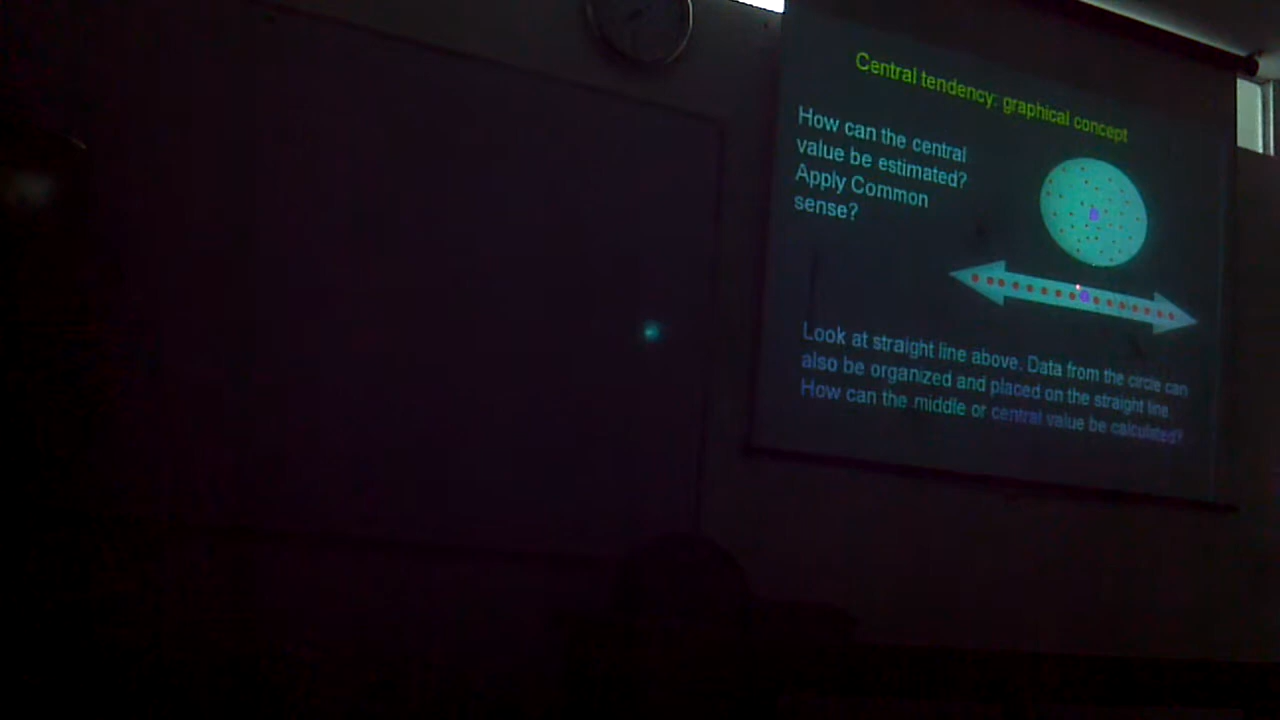 Central tendency: graphical concept
How can the central
value be estimated?
Apply Common
sense?
Look at straight line above. Data from the circle can
also be organized and placed on the straight line.
How can the middle or central value be calculated?